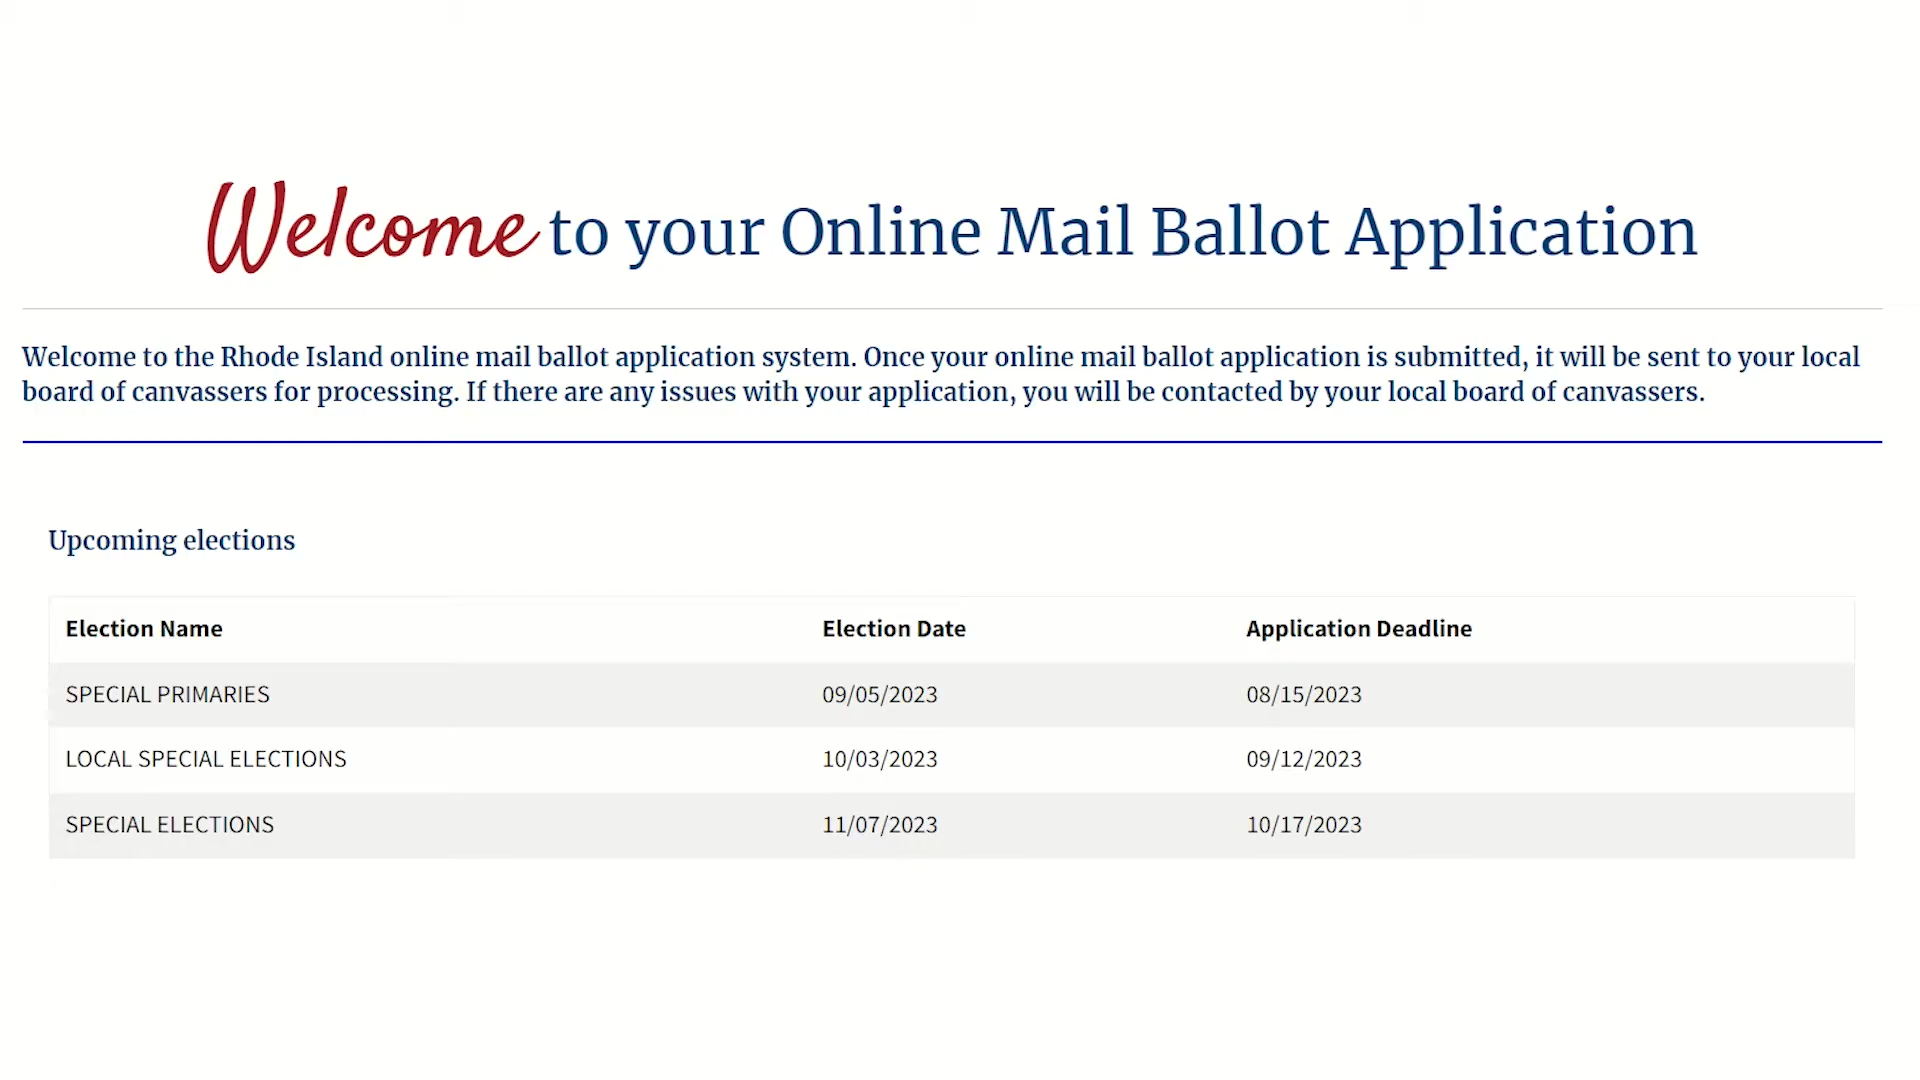 Welcome to your Online Mail Ballot Application
Welcome to the Rhode Island online mail ballot application system. Once your online mail ballot application is submitted, it will be sent to your local
board of canvassers for processing. If there are any issues with your application, you will be contacted by your local board of canvassers.
Upcoming elections
Election Name Election Date Application Deadline
SPECIAL PRIMARIES 09/05/2023 08/15/2023
LOCAL SPECIAL ELECTIONS 10/03/2023 09/12/2023
SPECIAL ELECTIONS 11/07/2023 10/17/2023